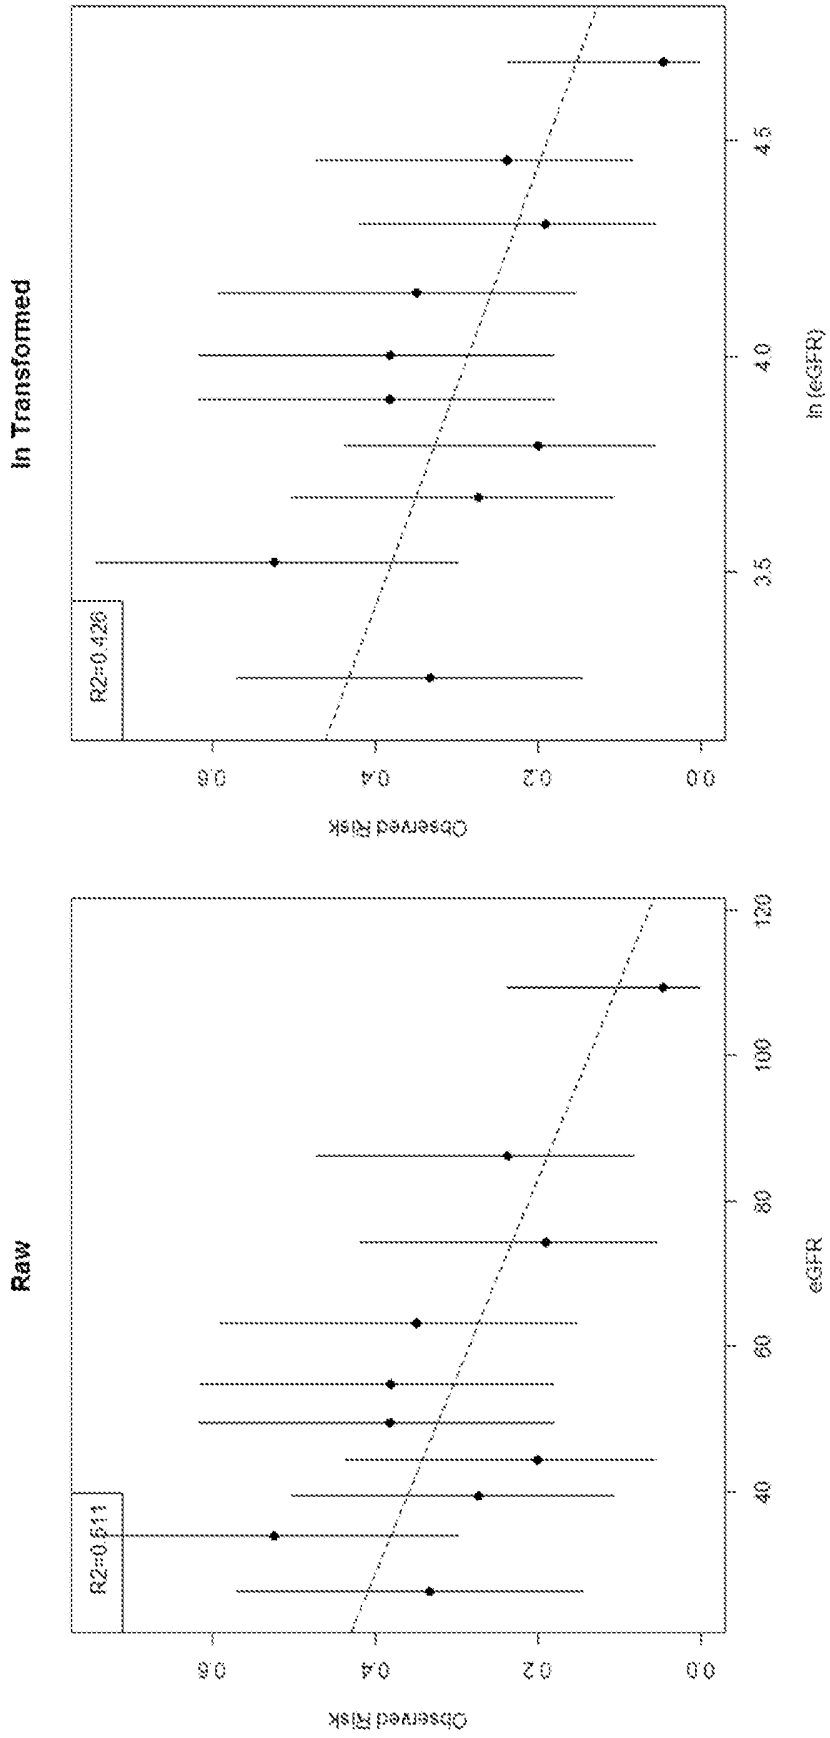 Raw
R2=0.511
0.6
0.4
0.2
0.0
Observed Risk
40
60
80
100
120
eGFR
ln Transformed
R2=0.426
0.6
0.4
0.2
0.0
Observed Risk
3.5
4.0
4.5
ln (eGFR)